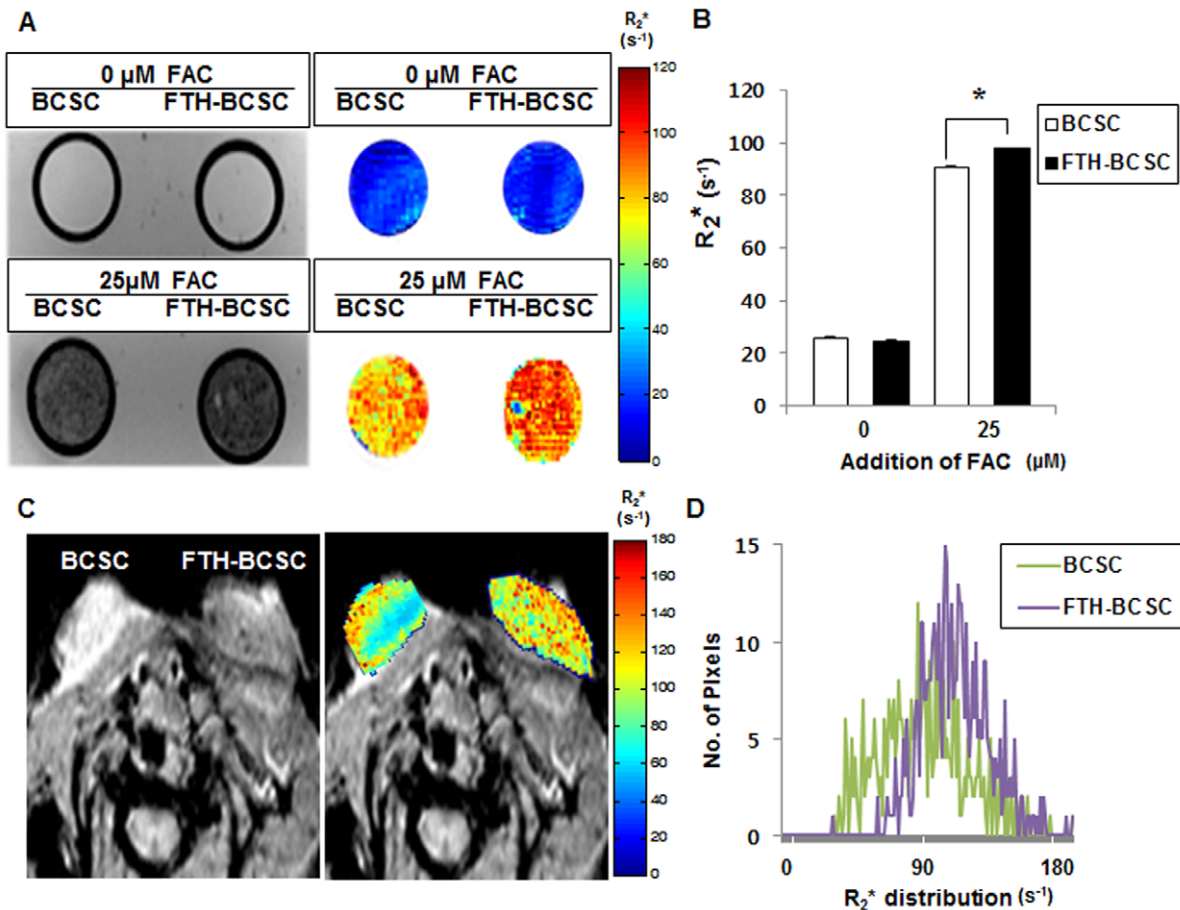 A
0 µM FAC
BCSC FTH-BCSC
0 µM FAC
BCSC FTH-BCSC
25µM FAC
BCSC FTH-BCSC
25 µM FAC
BCSC FTH-BCSC
R2*
(s-1)
120
100
80
60
40
20
0
B
R2* (s-1)
120
100
80
60
40
20
0
*
BCSC
FTH-BCSC
0 25
Addition of FAC (µM)
C
BCSC FTH-BCSC
R2*
(s-1)
180
160
140
120
100
80
60
40
20
0
D
No. of PIxels
15
10
5
0
BCSC
FTH-BCSC
0 90 180
R2* distribution (s-1)